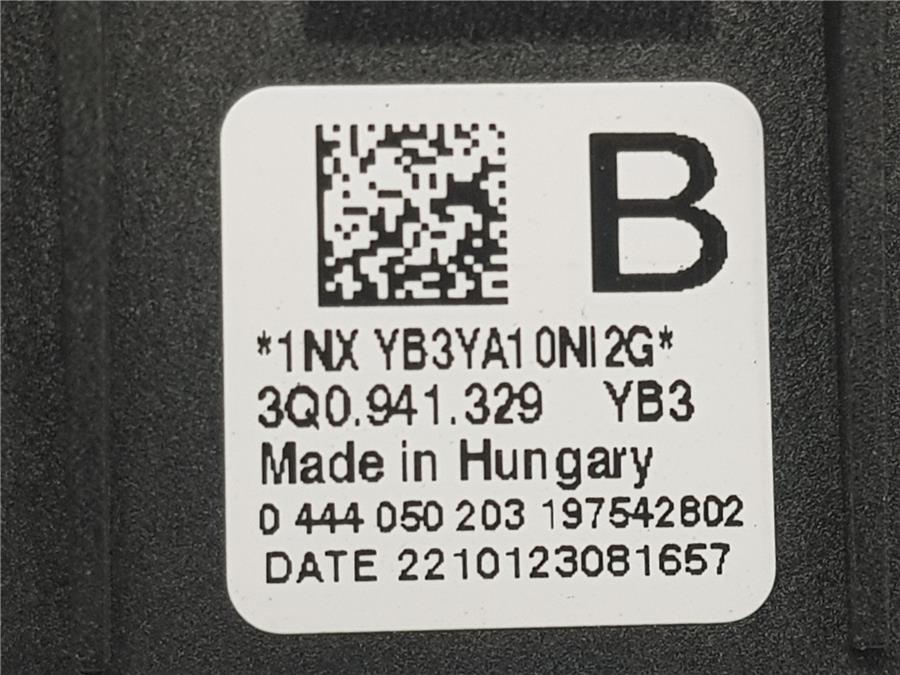 B
*1NX YB3YA10NI2G*
3Q0.941.329 YB3
Made in Hungary
0 444 050 203 197542802
DATE 2210123081657